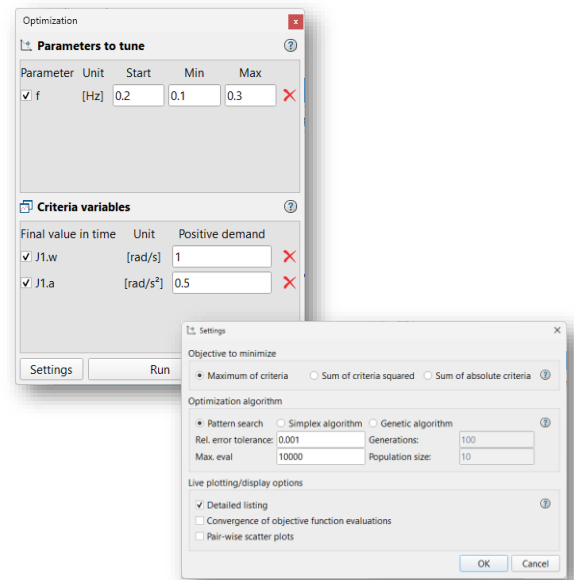 Optimization
Parameters to tune
Parameter Unit Start Min Max
f [Hz] 0.2 0.1 0.3
Criteria variables
Final value in time Unit Positive demand
J1.w [rad/s] 1
J1.a [rad/s²] 0.5
Settings Run
Settings
Objective to minimize
Maximum of criteria Sum of criteria squared Sum of absolute criteria
Optimization algorithm
Pattern search Simplex algorithm Genetic algorithm
Rel. error tolerance: 0.001 Generations: 100
Max. eval 10000 Population size: 10
Live plotting/display options
Detailed listing
Convergence of objective function evaluations
Pair-wise scatter plots
OK Cancel